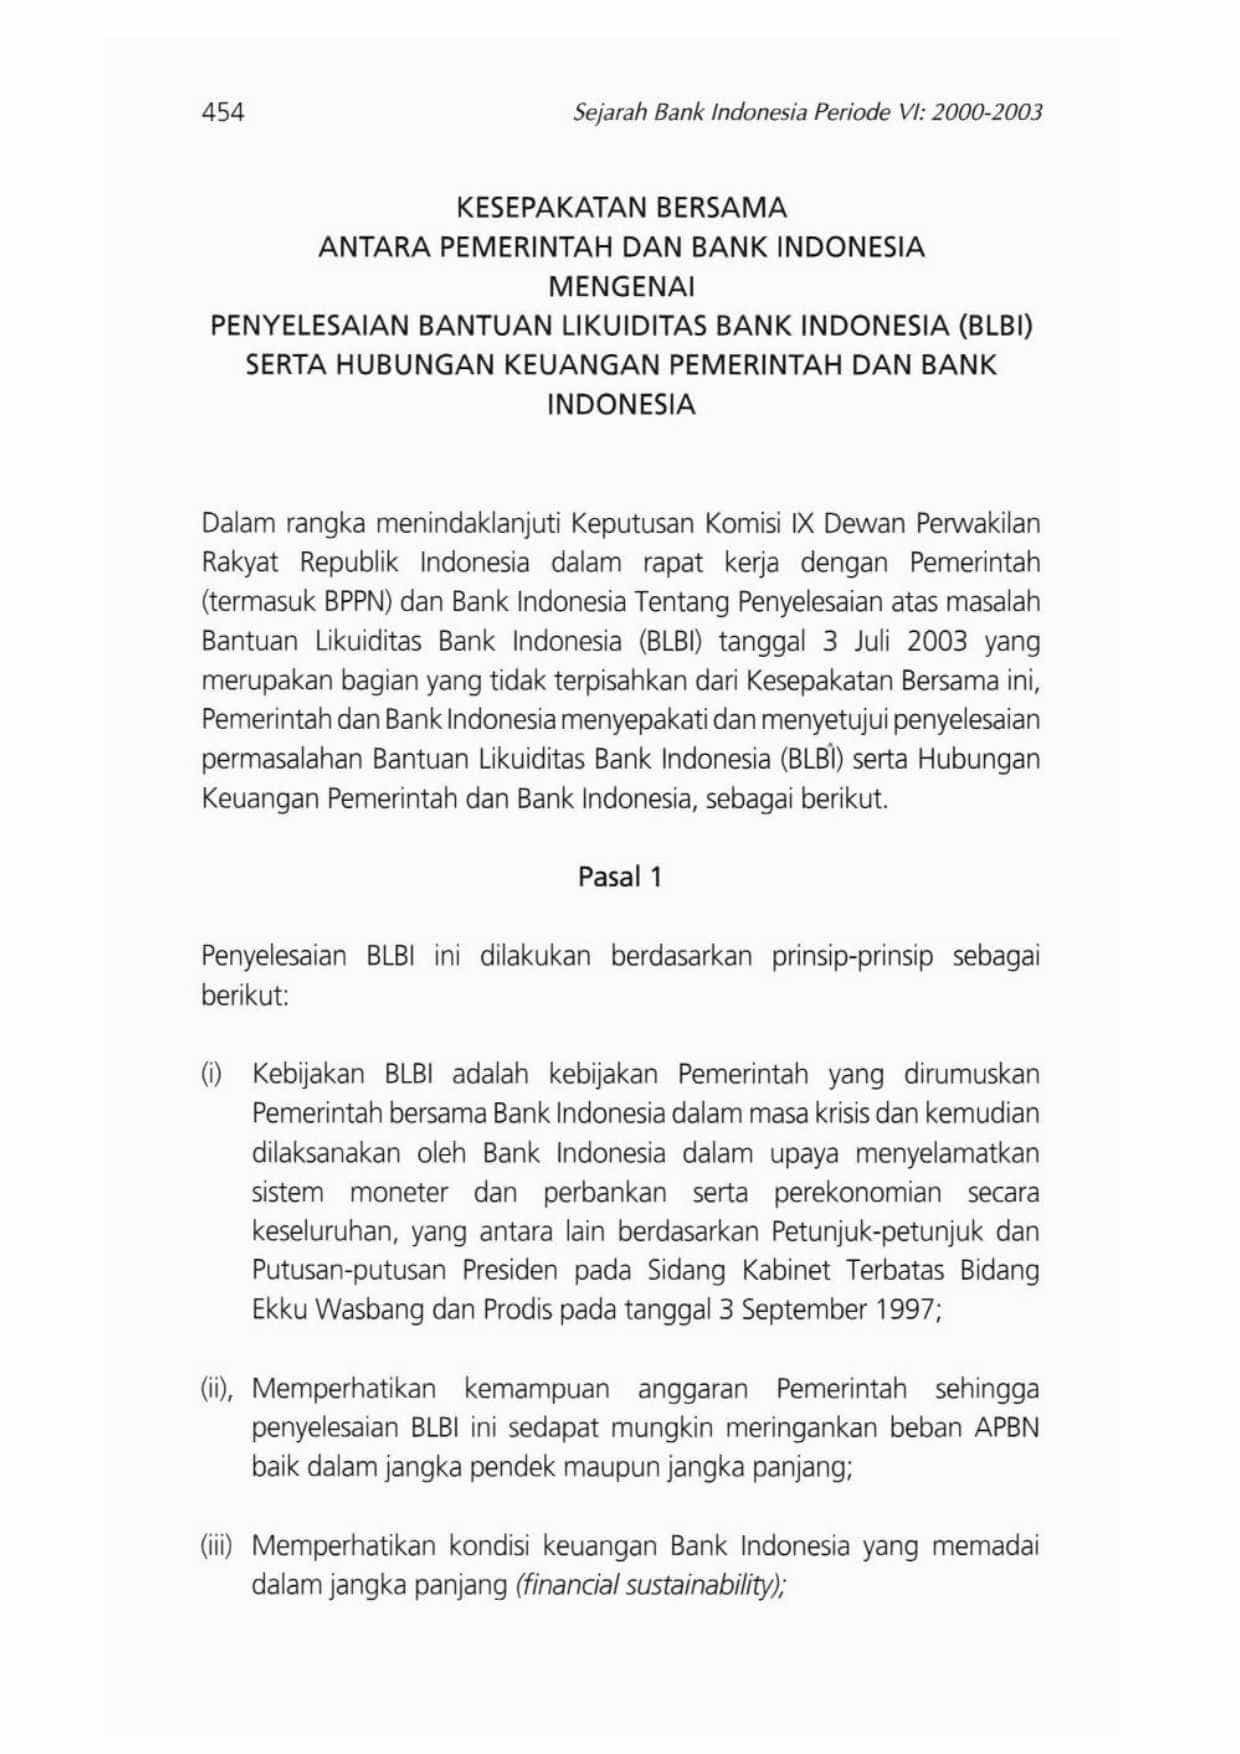 454
Sejarah Bank Indonesia Periode VI: 2000-2003
KESEPAKATAN BERSAMA
ANTARA PEMERINTAH DAN BANK INDONESIA
MENGENAI
PENYELESAIAN BANTUAN LIKUIDITAS BANK INDONESIA (BLBI)
SERTA HUBUNGAN KEUANGAN PEMERINTAH DAN BANK
INDONESIA
Dalam rangka menindaklanjuti Keputusan Komisi IX Dewan Perwakilan
Rakyat Republik Indonesia dalam rapat kerja dengan Pemerintah
(termasuk BPPN) dan Bank Indonesia Tentang Penyelesaian atas masalah
Bantuan Likuiditas Bank Indonesia (BLBI) tanggal 3 Juli 2003 yang
merupakan bagian yang tidak terpisahkan dari Kesepakatan Bersama ini,
Pemerintah dan Bank Indonesia menyepakati dan menyetujui penyelesaian
permasalahan Bantuan Likuiditas Bank Indonesia (BLBI) serta Hubungan
Keuangan Pemerintah dan Bank Indonesia, sebagai berikut.
Pasal 1
Penyelesaian BLBI ini dilakukan berdasarkan prinsip-prinsip sebagai
berikut:
(i) Kebijakan BLBI adalah kebijakan Pemerintah yang dirumuskan
Pemerintah bersama Bank Indonesia dalam masa krisis dan kemudian
dilaksanakan oleh Bank Indonesia dalam upaya menyelamatkan
sistem moneter dan perbankan serta perekonomian secara
keseluruhan, yang antara lain berdasarkan Petunjuk-petunjuk dan
Putusan-putusan Presiden pada Sidang Kabinet Terbatas Bidang
Ekku Wasbang dan Prodis pada tanggal 3 September 1997;
(ii), Memperhatikan kemampuan anggaran Pemerintah sehingga
penyelesaian BLBI ini sedapat mungkin meringankan beban APBN
baik dalam jangka pendek maupun jangka panjang;
(iii) Memperhatikan kondisi keuangan Bank Indonesia yang memadai
dalam jangka panjang (financial sustainability);